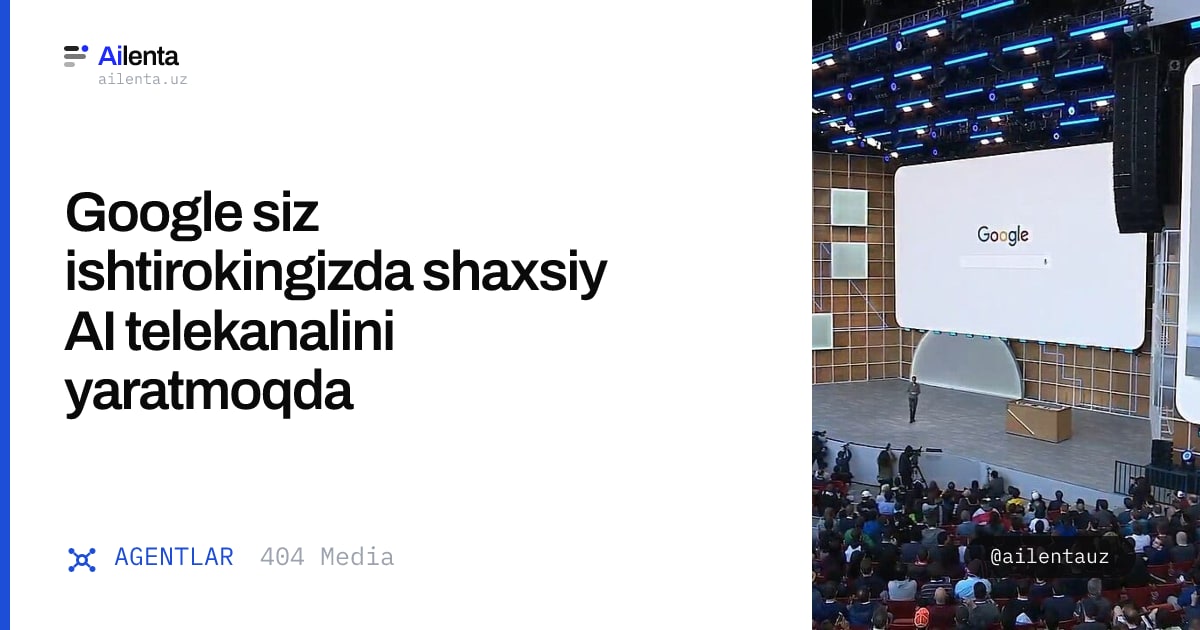 Ailenta
ailenta.uz
Google siz
ishtirokingizda shaxsiy
AI telekanalini
yaratmoqda
AGENTLAR 404 Media
Google
@ailentauz